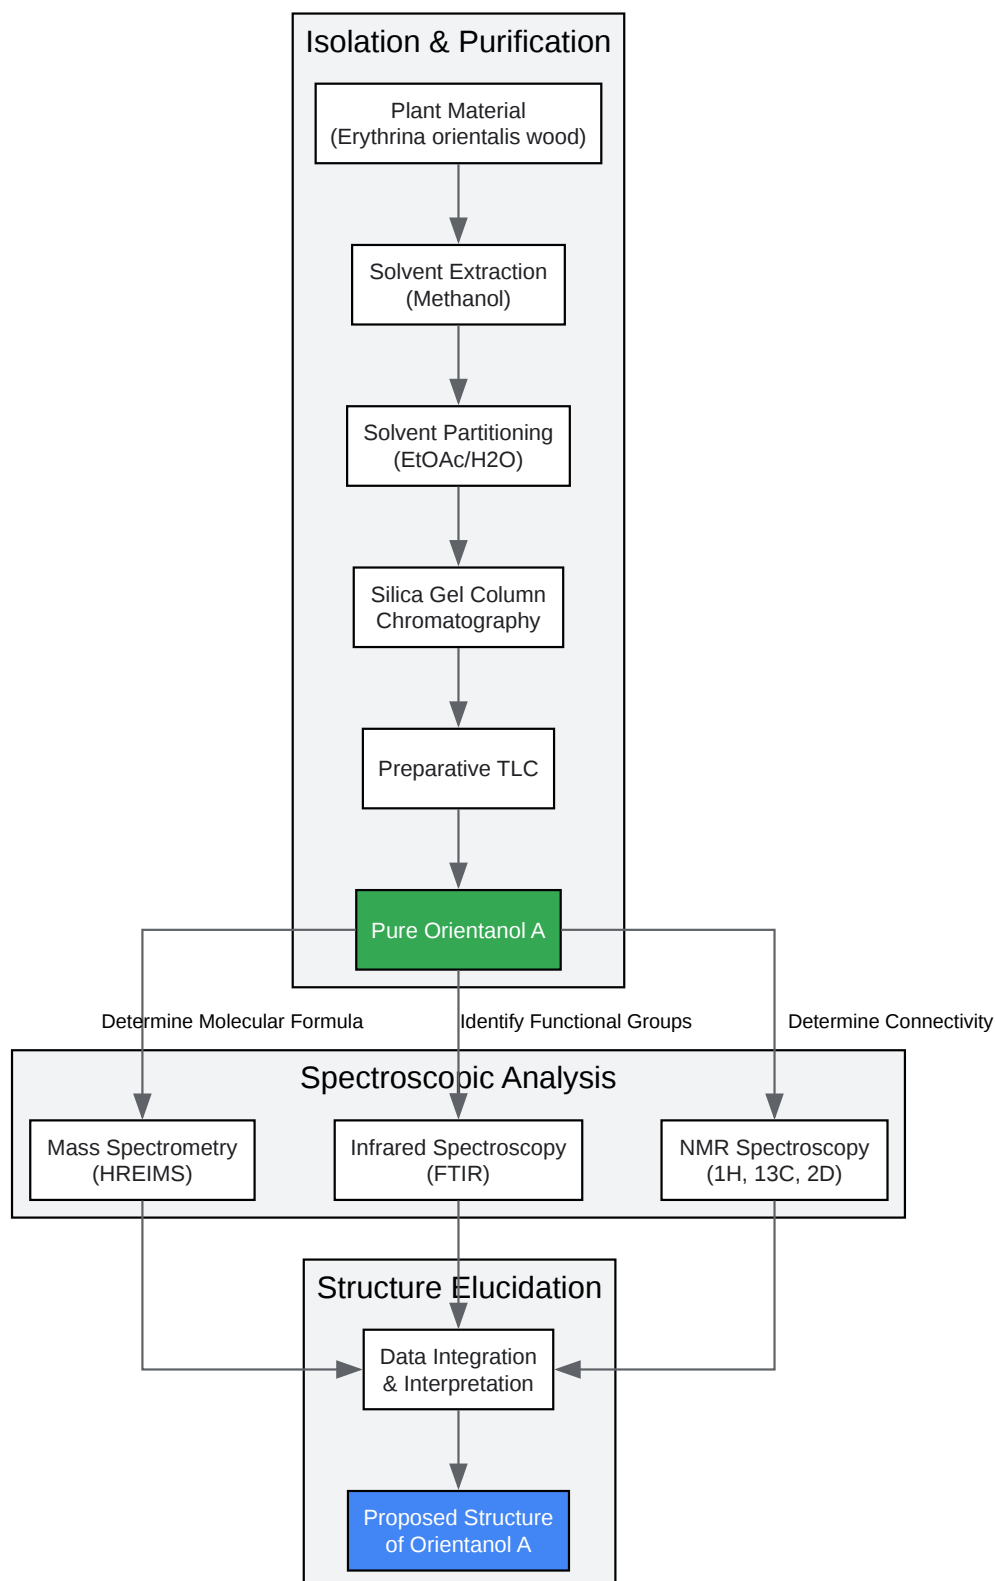 Isolation & Purification
Plant Material
(Erythrina orientalis wood)
Solvent Extraction
(Methanol)
Solvent Partitioning
(EtOAc/H2O)
Silica Gel Column
Chromatography
Preparative TLC
Pure Orientanol A
Determine Molecular Formula
Identify Functional Groups
Determine Connectivity
Spectroscopic Analysis
Mass Spectrometry
(HREIMS)
Infrared Spectroscopy
(FTIR)
NMR Spectroscopy
(1H, 13C, 2D)
Structure Elucidation
Data Integration
& Interpretation
Proposed Structure
of Orientanol A